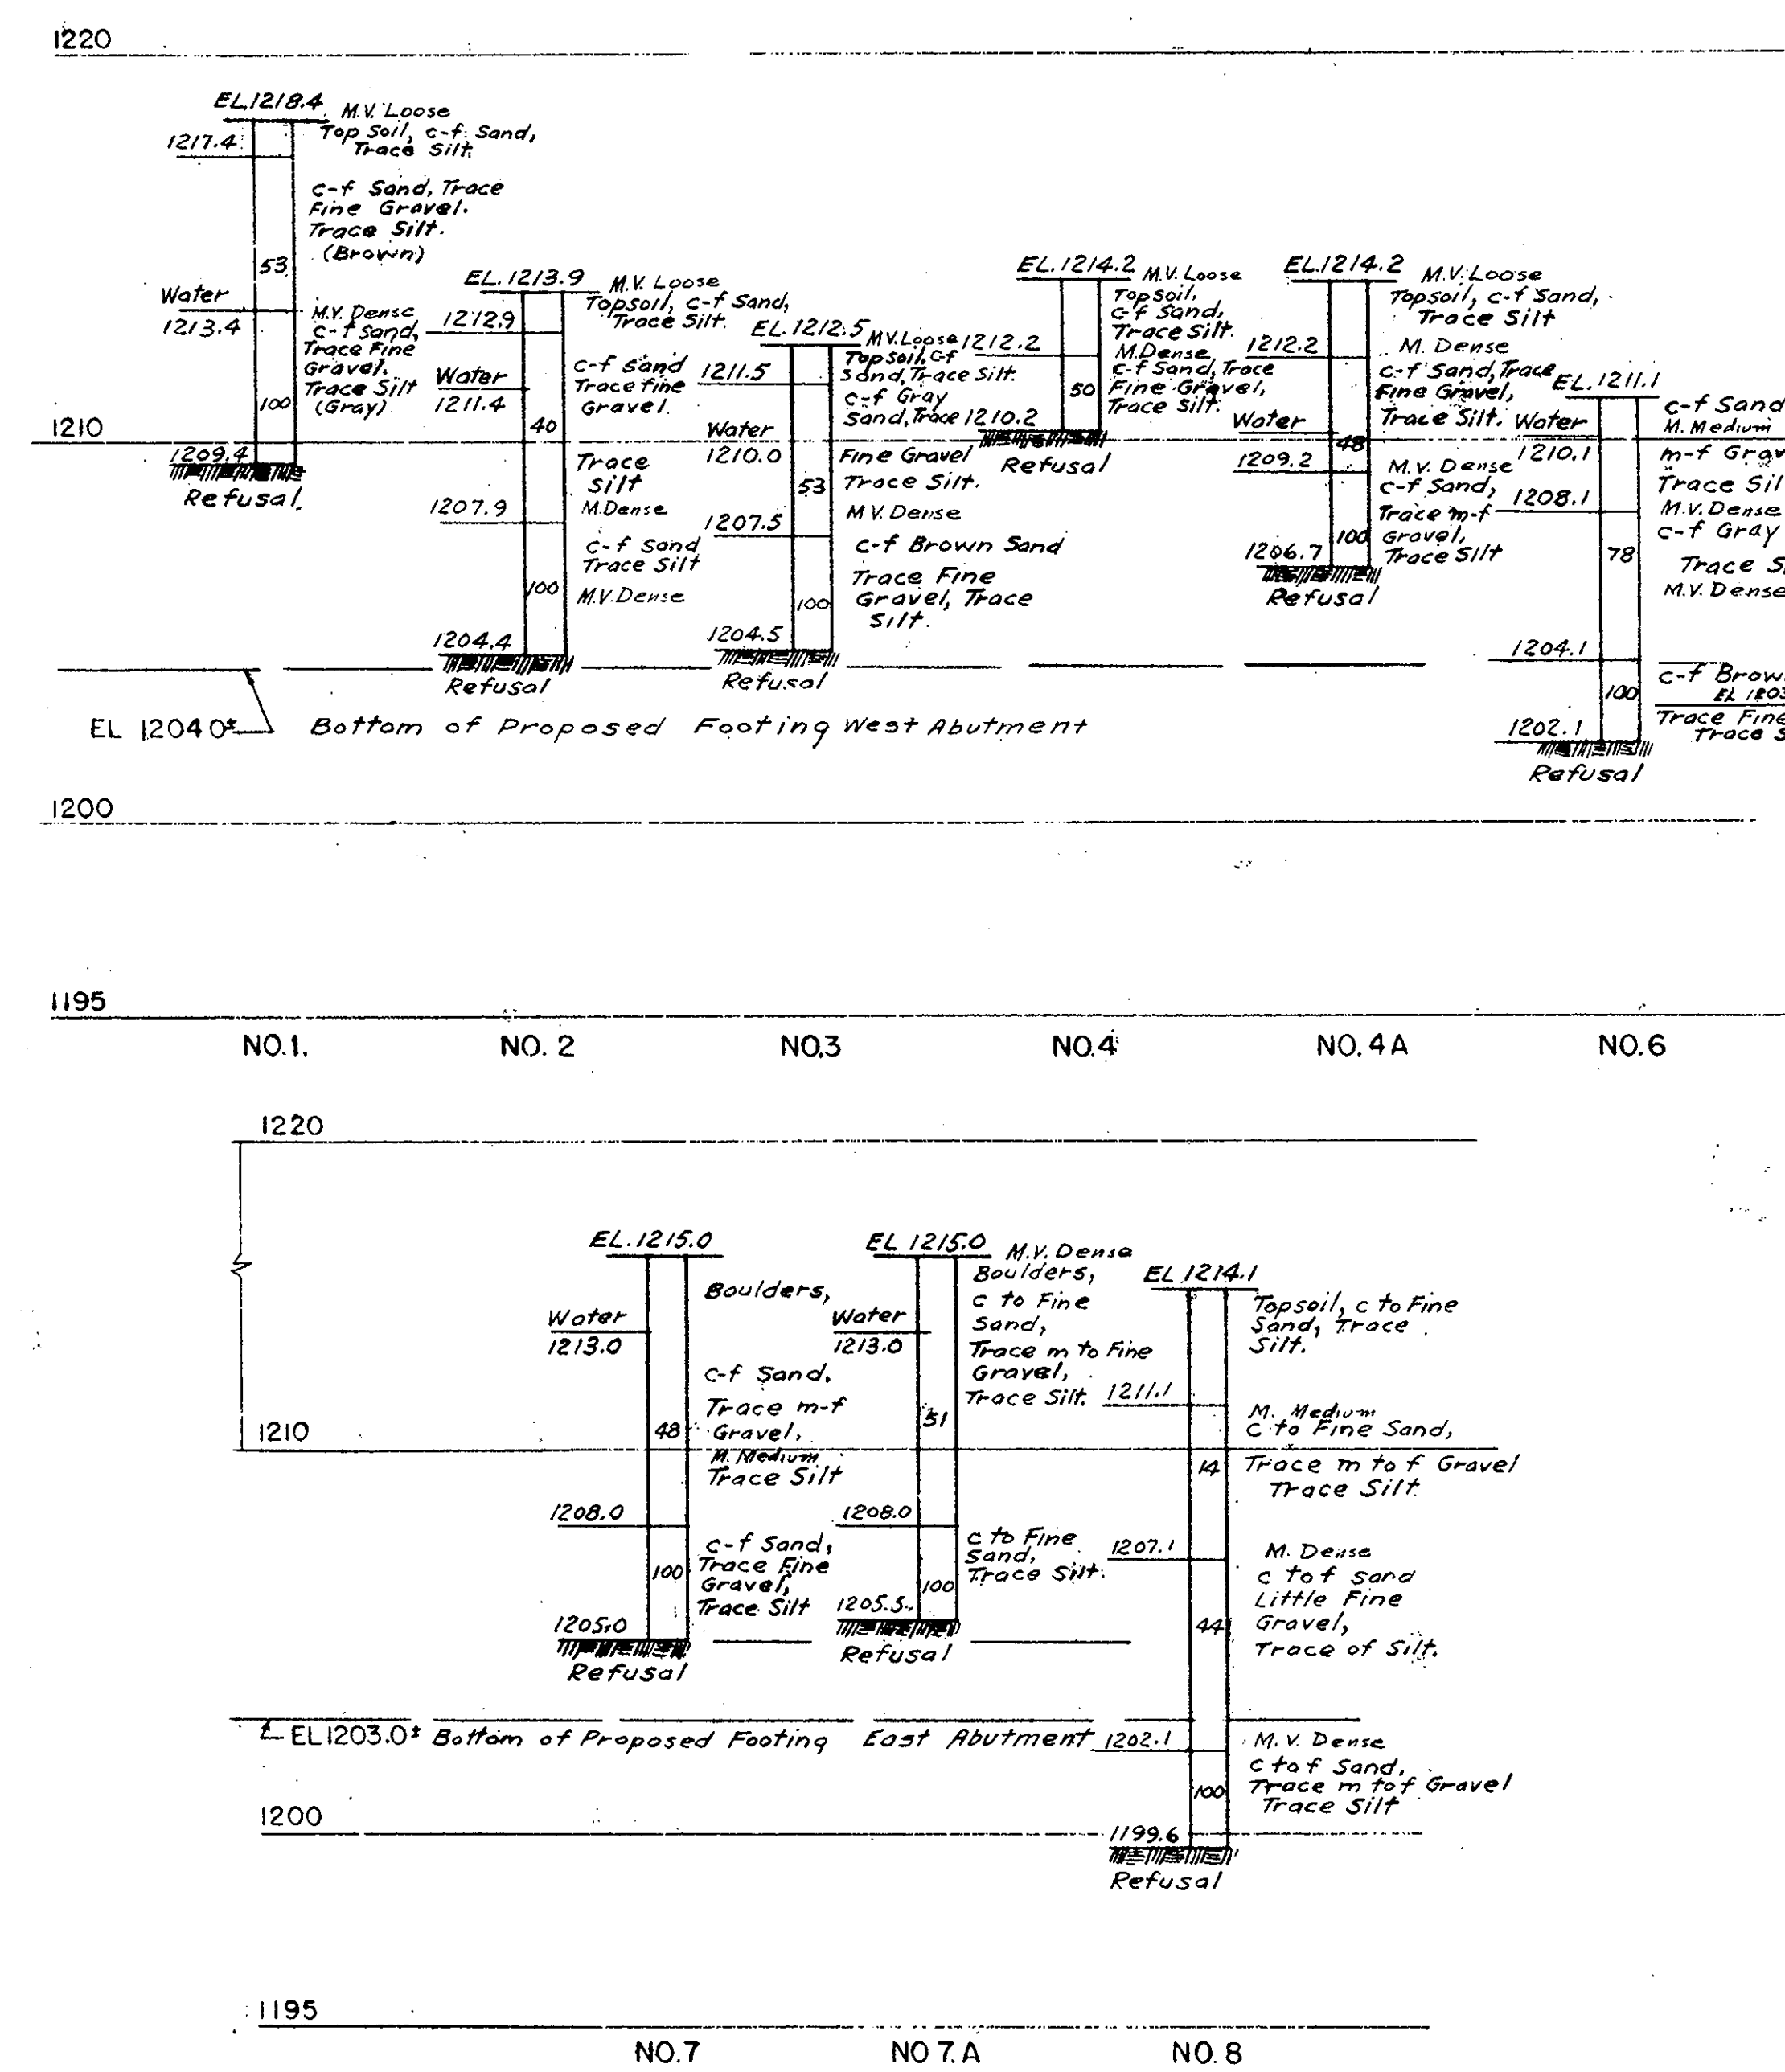 1220
EL.1218.4
M.V. Loose
Top Soil, c-f. Sand,
Trace Silt.
1217.4
c-f Sand, Trace
Fine Gravel.
Trace Silt.
(Brown)
53
Water
1213.4
M.V. Dense,
c-f sand,
Trace Fine
Gravel.
Trace Silt
(Gray)
100
1210
1209.4
Refusal.
EL.1213.9
M.V. Loose
Topsoil, c-f Sand,
Trace Silt.
1212.9
c-f sand
Trace fine
Gravel.
Water
1211.4
40
Trace
silt
M.Dense
1207.9
c-f Sand
Trace Silt
100
M.V.Dense
1204.4
Refusal
EL.1212.5
M.V.Loose
Topsoil, c-f
Sand, Trace Silt.
1211.5
c-f Gray
Sand, Trace
Water
1210.0
Fine Gravel
53
Trace Silt.
M.V. Dense
1207.5
c-f Brown Sand
Trace Fine
Gravel, Trace
Silt.
100
1204.5
Refusal
EL.1214.2
M.V. Loose
Topsoil,
c-f Sand,
Trace Silt.
1212.2
M.Dense,
c-f Sand, Trace
50
Fine Gravel,
Trace Silt.
1210.2
Refusal
EL.1214.2
M.V. Loose
Topsoil, c-f Sand,
Trace Silt
1212.2
M. Dense
c-f Sand, Trace
Fine Gravel,
Trace Silt.
Water
48
1209.2
M.V. Dense
c-f Sand,
Trace m-f
100
Gravel,
Trace Silt
1206.7
Refusal
EL.1211.1
c-f Sand
M. Medium
Water
1210.1
m-f Grav
Trace Sil
1208.1
M.V. Dense
c-f Gray
78
Trace S
M.V. Dense
1204.1
c-f Brow
100
EL 1203
Trace Fine
Trace S
1202.1
Refusal
EL 1204.0±
Bottom of Proposed Footing West Abutment
1200
1195
NO.1.
NO. 2
NO.3
NO.4
NO. 4A
NO.6
1220
EL.1215.0
Boulders,
Water
1213.0
c-f Sand.
Trace m-f
48
Gravel,
M. Medium
Trace Silt
1208.0
c-f Sand,
100
Trace Fine
Gravel,
Trace Silt
1205.0
Refusal
EL 1215.0
M.V. Dense
Boulders,
c to Fine
Sand,
Water
1213.0
Trace m to Fine
Gravel,
Trace Silt.
51
1208.0
c to Fine
Sand,
Trace Silt.
100
1205.5
Refusal
EL 1214.1
Topsoil, c to Fine
Sand, Trace
Silt.
1211.1
M. Medium
c to Fine Sand,
1210
14
Trace m to f Gravel
Trace Silt
1207.1
M. Dense
c to f sand
Little Fine
Gravel,
44
Trace of Silt.
EL 1203.0± Bottom of Proposed Footing East Abutment
1202.1
M. V. Dense
c to f Sand,
Trace m to f Gravel
100
Trace Silt
1200
1199.6
Refusal
1195
NO.7
NO 7. A
NO. 8